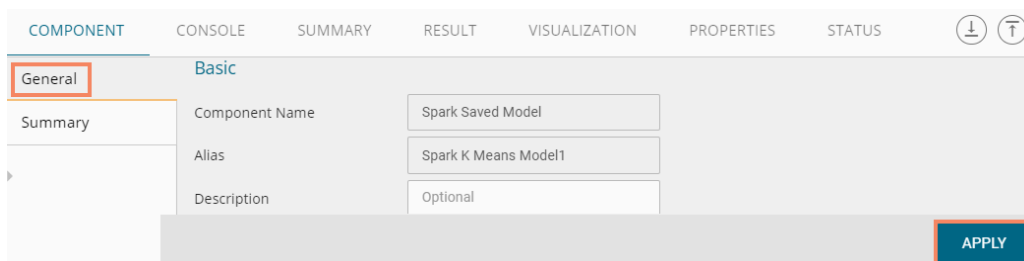 COMPONENT CONSOLE SUMMARY RESULT VISUALIZATION PROPERTIES STATUS
General
Basic
Component Name Spark Saved Model
Summary
Alias Spark K Means Model1
Description Optional
APPLY